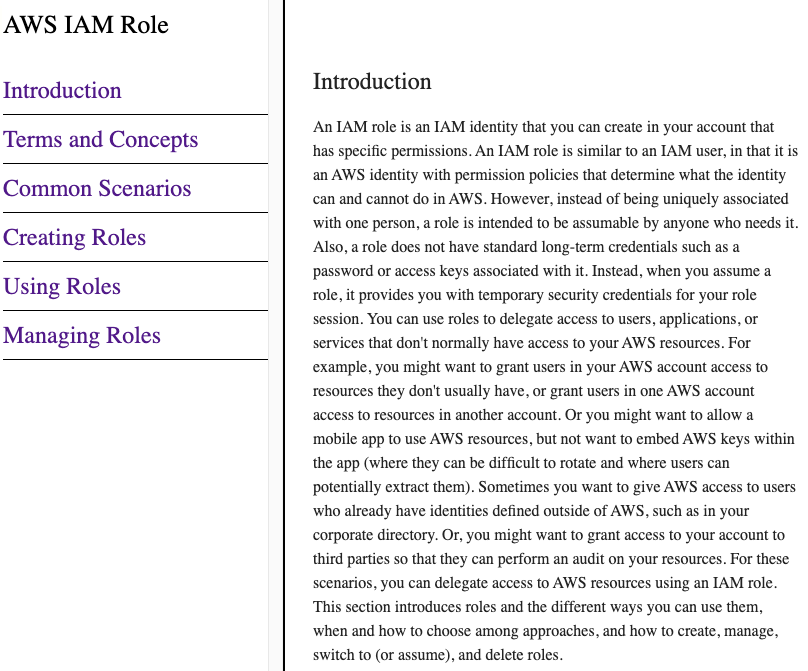 AWS IAM Role
Introduction
Terms and Concepts
Common Scenarios
Creating Roles
Using Roles
Managing Roles
Introduction
An IAM role is an IAM identity that you can create in your account that
has specific permissions. An IAM role is similar to an IAM user, in that it is
an AWS identity with permission policies that determine what the identity
can and cannot do in AWS. However, instead of being uniquely associated
with one person, a role is intended to be assumable by anyone who needs it.
Also, a role does not have standard long-term credentials such as a
password or access keys associated with it. Instead, when you assume a
role, it provides you with temporary security credentials for your role
session. You can use roles to delegate access to users, applications, or
services that don't normally have access to your AWS resources. For
example, you might want to grant users in your AWS account access to
resources they don't usually have, or grant users in one AWS account
access to resources in another account. Or you might want to allow a
mobile app to use AWS resources, but not want to embed AWS keys within
the app (where they can be difficult to rotate and where users can
potentially extract them). Sometimes you want to give AWS access to users
who already have identities defined outside of AWS, such as in your
corporate directory. Or, you might want to grant access to your account to
third parties so that they can perform an audit on your resources. For these
scenarios, you can delegate access to AWS resources using an IAM role.
This section introduces roles and the different ways you can use them,
when and how to choose among approaches, and how to create, manage,
switch to (or assume), and delete roles.